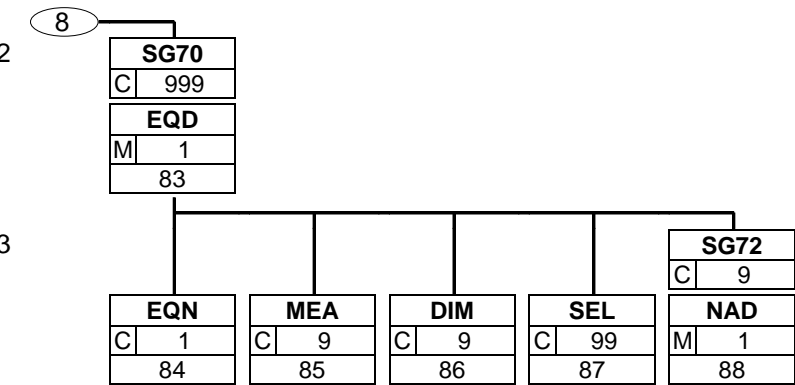 8
2
SG70
C 999
EQD
M 1
83
3
SG72
C 9
EQN MEA DIM SEL NAD
C 1 C 9 C 9 C 99 M 1
84 85 86 87 88